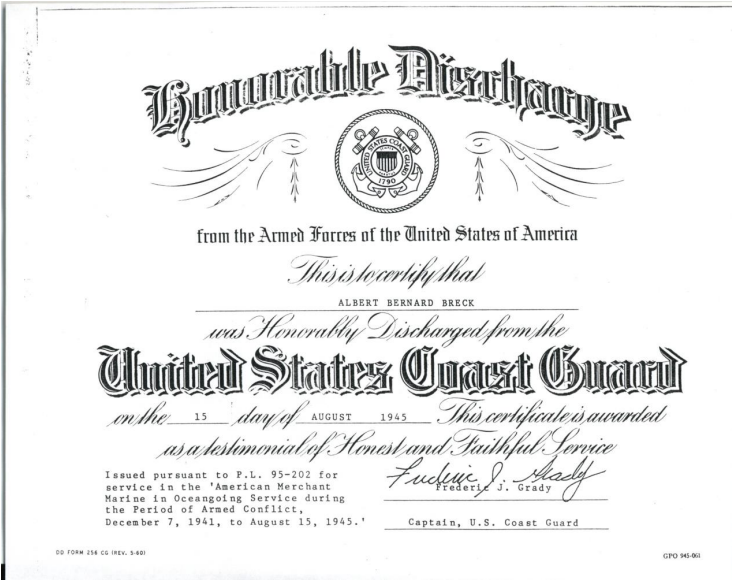 Honorable Discharge
UNITED STATES COAST GUARD
1790
from the Armed Forces of the United States of America
This is to certify that
ALBERT BERNARD BRECK
was Honorably Discharged from the
United States Coast Guard
on the 15 day of AUGUST 1945 This certificate is awarded
as a testimonial of Honest and Faithful Service
Issued pursuant to P.L. 95-202 for
service in the 'American Merchant
Marine in Oceangoing Service during
the Period of Armed Conflict,
December 7, 1941, to August 15, 1945.'
Frederic J. Grady
Frederic J. Grady
Captain, U.S. Coast Guard
DD FORM 256 CG (REV. 5-60)
GPO 945-061